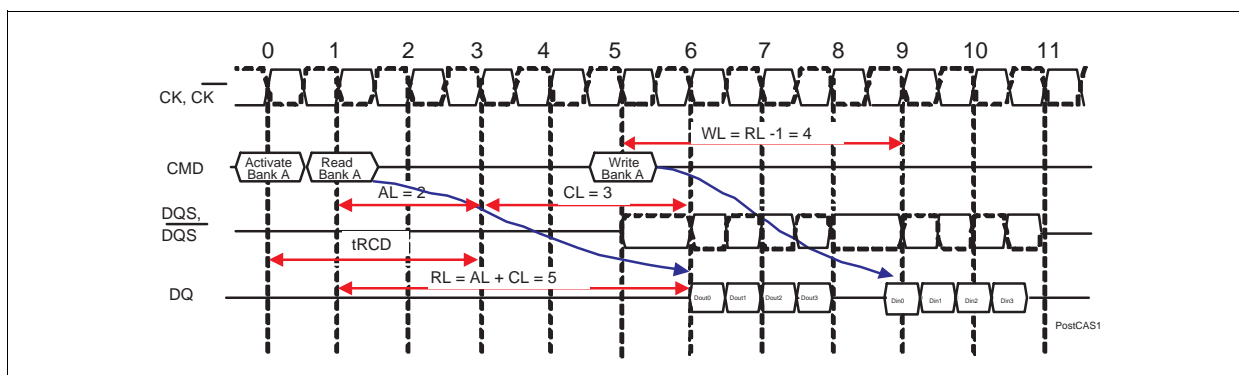 0 1 2 3 4 5 6 7 8 9 10 11
CK, CK
WL = RL -1 = 4
CMD
Activate
Bank A
Read
Bank A
Write
Bank A
AL = 2
CL = 3
DQS,
DQS
tRCD
RL = AL + CL = 5
DQ
Dout0 Dout1 Dout2 Dout3
Din0 Din1 Din2 Din3
PostCAS1